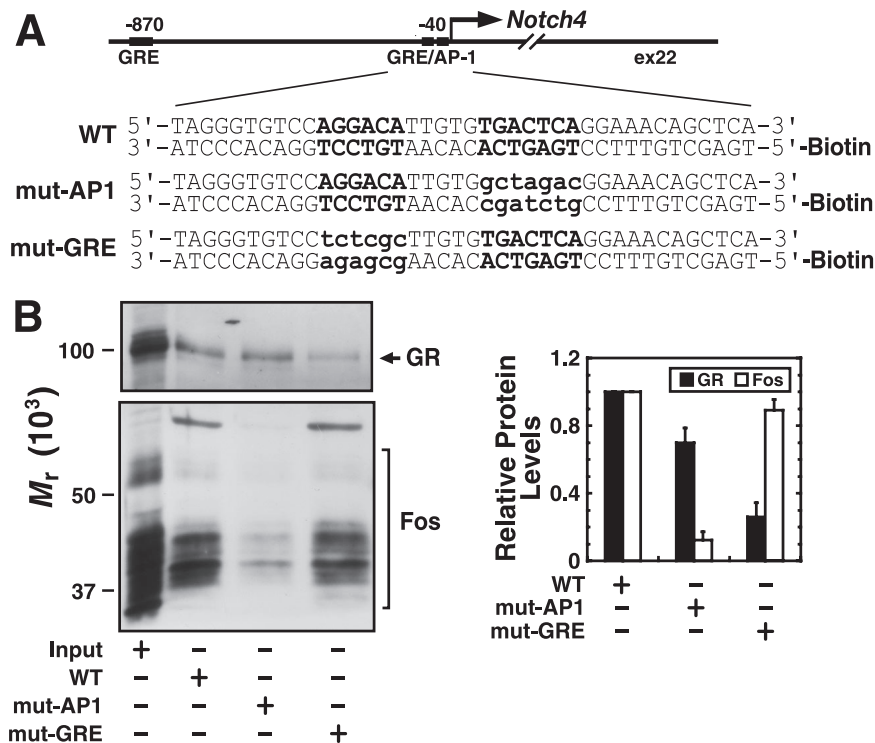 A
-870
-40
Notch4
GRE
GRE/AP-1
ex22
WT
5'-TAGGGTGTCCAGGACATTGTGTGACTCAGGAAACAGCTCA-3'
3'-ATCCCACAGGTCCTGTAACACACTGAGTCCTTTGTCGAGT-5'-Biotin
mut-AP1
5'-TAGGGTGTCCAGGACATTGTGgctagacGGAAACAGCTCA-3'
3'-ATCCCACAGGTCCTGTAACACcgatctgCCTTTGTCGAGT-5'-Biotin
mut-GRE
5'-TAGGGTGTCCtctcgcTTGTGTGACTCAGGAAACAGCTCA-3'
3'-ATCCCACAGGagagcgAACACACTGAGTCCTTTGTCGAGT-5'-Biotin
B
Mr (10³)
100
50
37
GR
Fos
Input + − − −
WT − + − −
mut-AP1 − − + −
mut-GRE − − − +
Relative Protein
Levels
1.2
0.8
0.4
0
GR Fos
WT + − −
mut-AP1 − + −
mut-GRE − − +